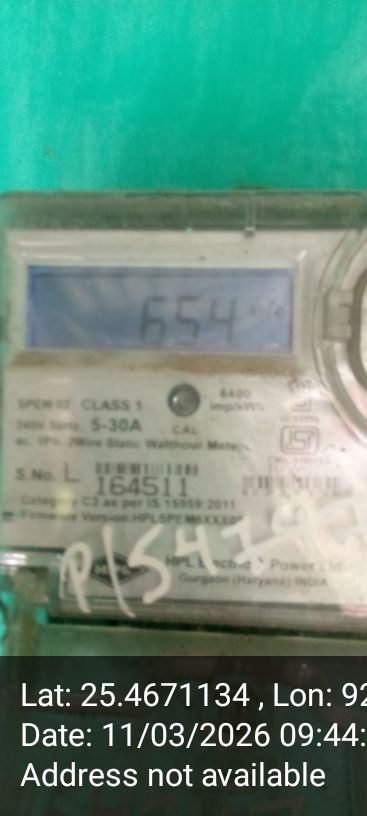 654 kWh
SPEM 02 CLASS 1 6400 imp/kWh
240V, 50Hz, 5-30A CAL
ac, 1Ph, 2Wire Static Watthour Meter
S.No. L 164511
Category C3 as per IS 15959:2011
Firmware Version:
HPL Electric Power Ltd
Gurgaon (Haryana) INDIA
Lat: 25.4671134 , Lon: 92
Date: 11/03/2026 09:44:
Address not available